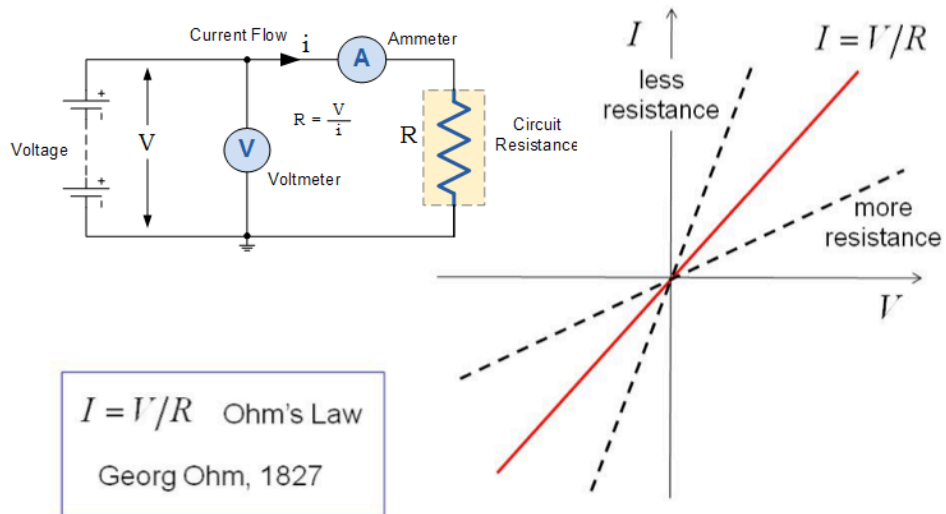 Current Flow
i
Ammeter
A
+
+
Voltage
V
V
Voltmeter
R = V/i
R
Circuit
Resistance
I
I = V/R
less
resistance
more
resistance
V
I = V/R Ohm's Law
Georg Ohm, 1827